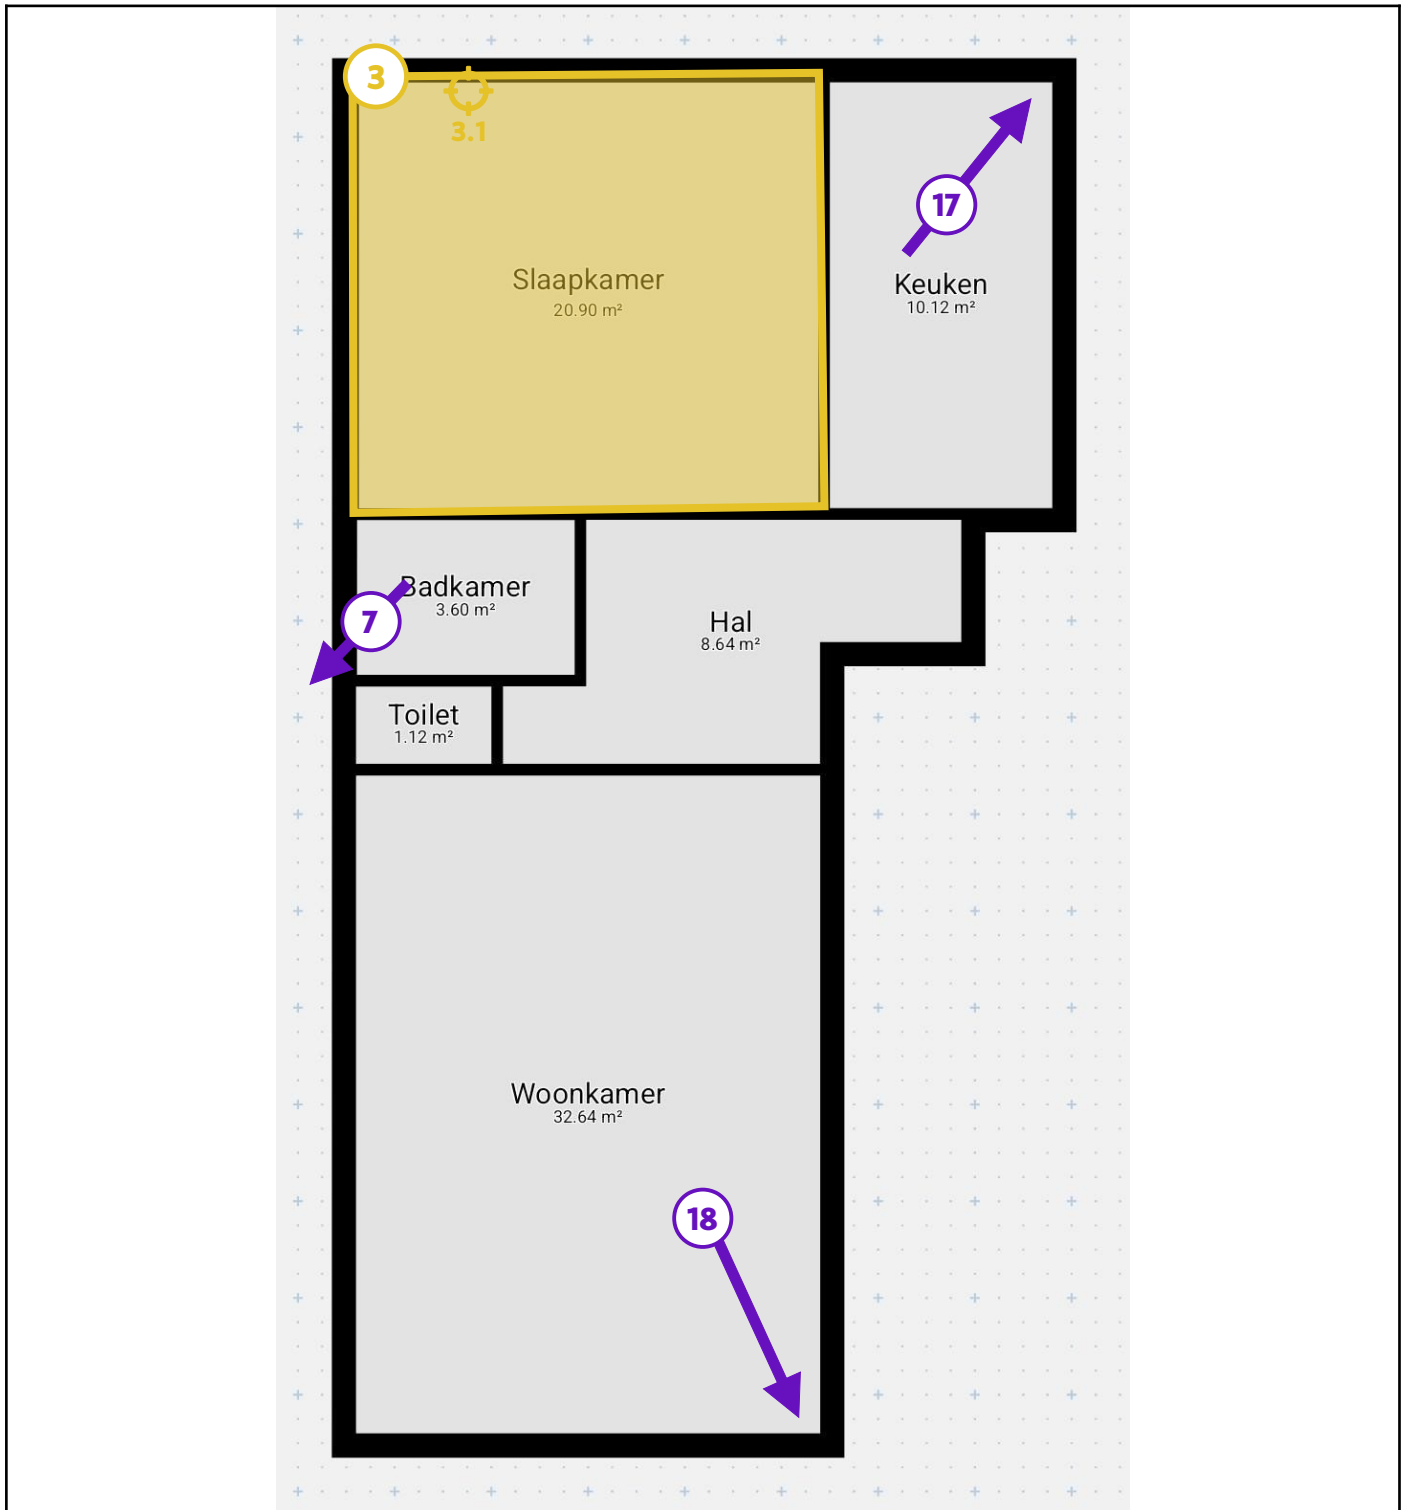 3
3.1
17
Slaapkamer
20.90 m²
Keuken
10.12 m²
Badkamer
3.60 m²
7
Hal
8.64 m²
Toilet
1.12 m²
Woonkamer
32.64 m²
18